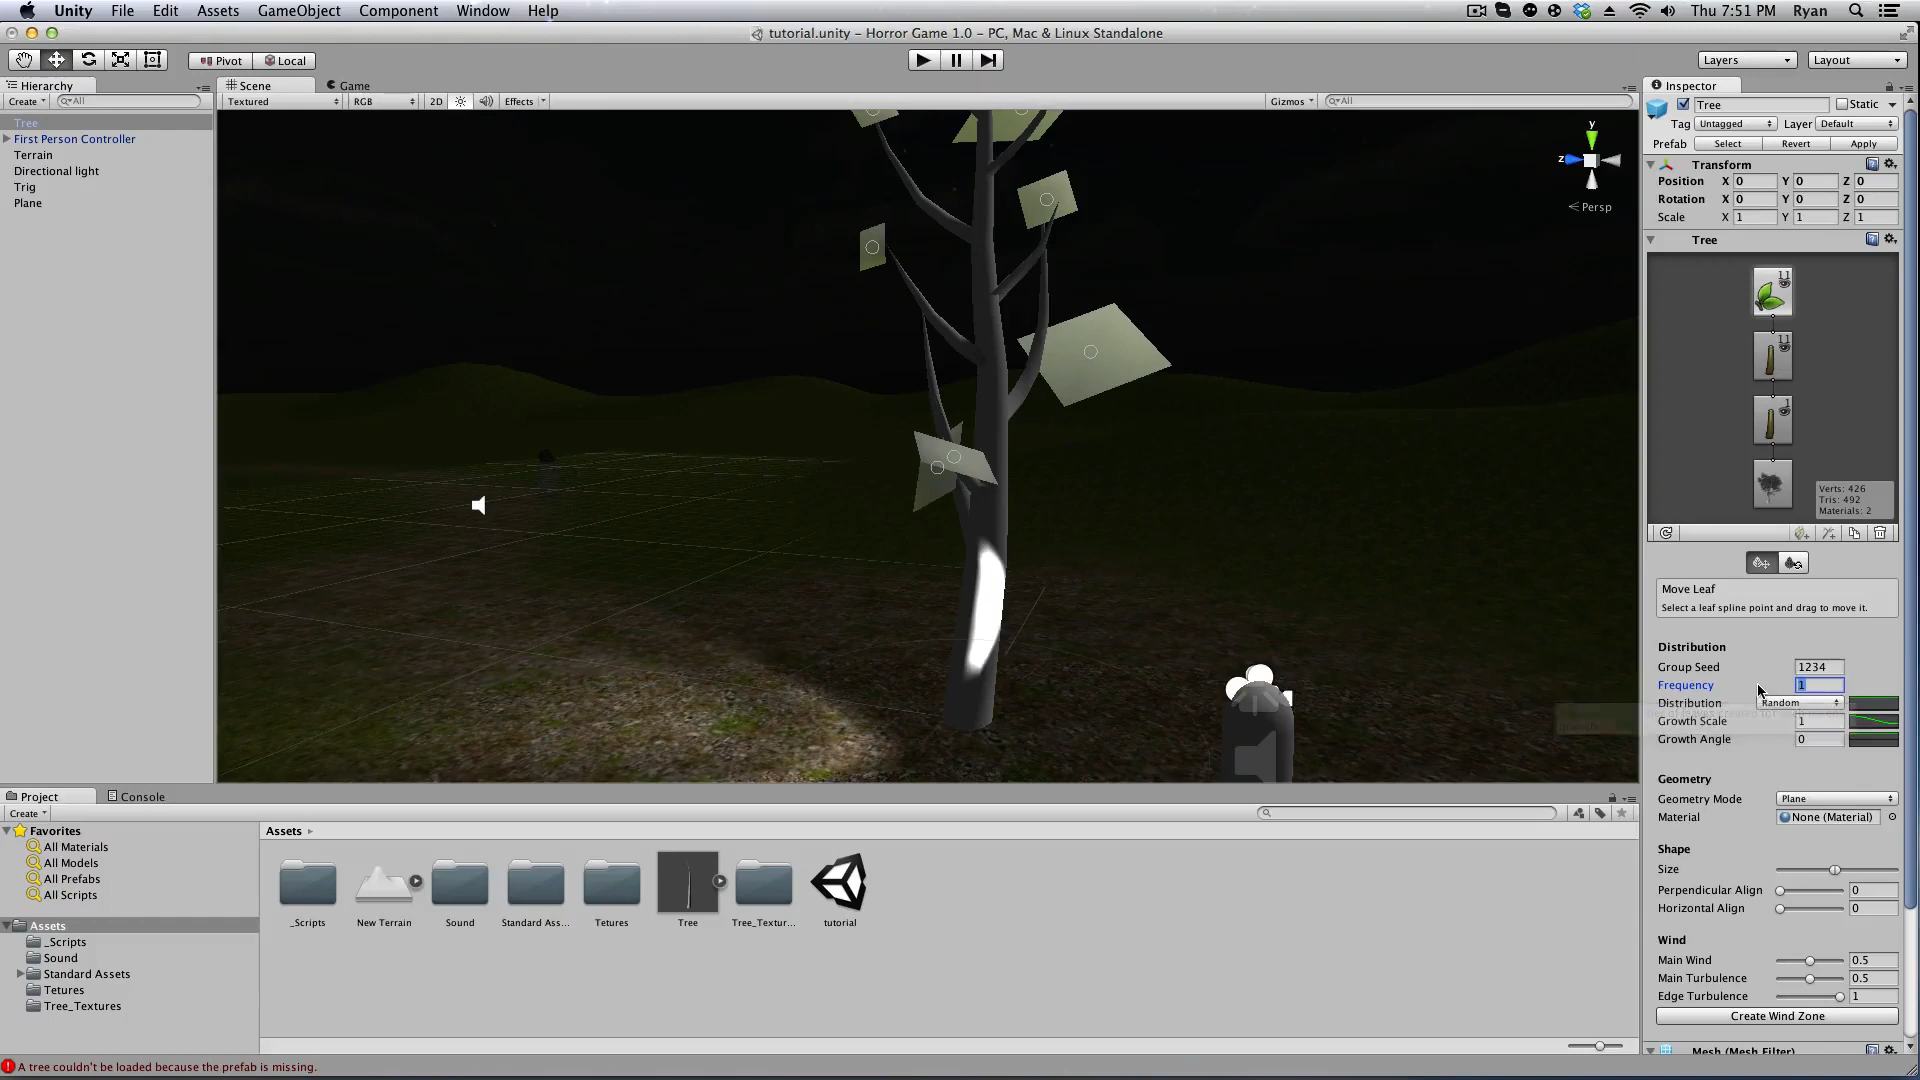 Unity File Edit Assets GameObject Component Window Help Thu 7:51 PM Ryan
tutorial.unity – Horror Game 1.0 – PC, Mac & Linux Standalone
Pivot Local Layers Layout
Hierarchy Scene Game Inspector
Create All Textured RGB 2D Effects Gizmos All
Tree Static
Tag Untagged Layer Default
Prefab Select Revert Apply
Tree
First Person Controller
Terrain
Directional light
Trig
Plane
y
z
Persp
Transform
Position X 0 Y 0 Z 0
Rotation X 0 Y 0 Z 0
Scale X 1 Y 1 Z 1
Tree
11
11
1
Verts: 426
Tris: 492
Materials: 2
Move Leaf
Select a leaf spline point and drag to move it.
Distribution
Group Seed 1234
Frequency 1
Distribution Random
Growth Scale 1
Growth Angle 0
Geometry
Geometry Mode Plane
Material None (Material)
Shape
Size
Perpendicular Align 0
Horizontal Align 0
Wind
Main Wind 0.5
Main Turbulence 0.5
Edge Turbulence 1
Create Wind Zone
Mesh (Mesh Filter)
Project Console
Create
Favorites
All Materials
All Models
All Prefabs
All Scripts
Assets
_Scripts
Sound
Standard Assets
Tetures
Tree_Textures
Assets
_Scripts New Terrain Sound Standard Ass... Tetures Tree Tree_Textur... tutorial
A tree couldn't be loaded because the prefab is missing.